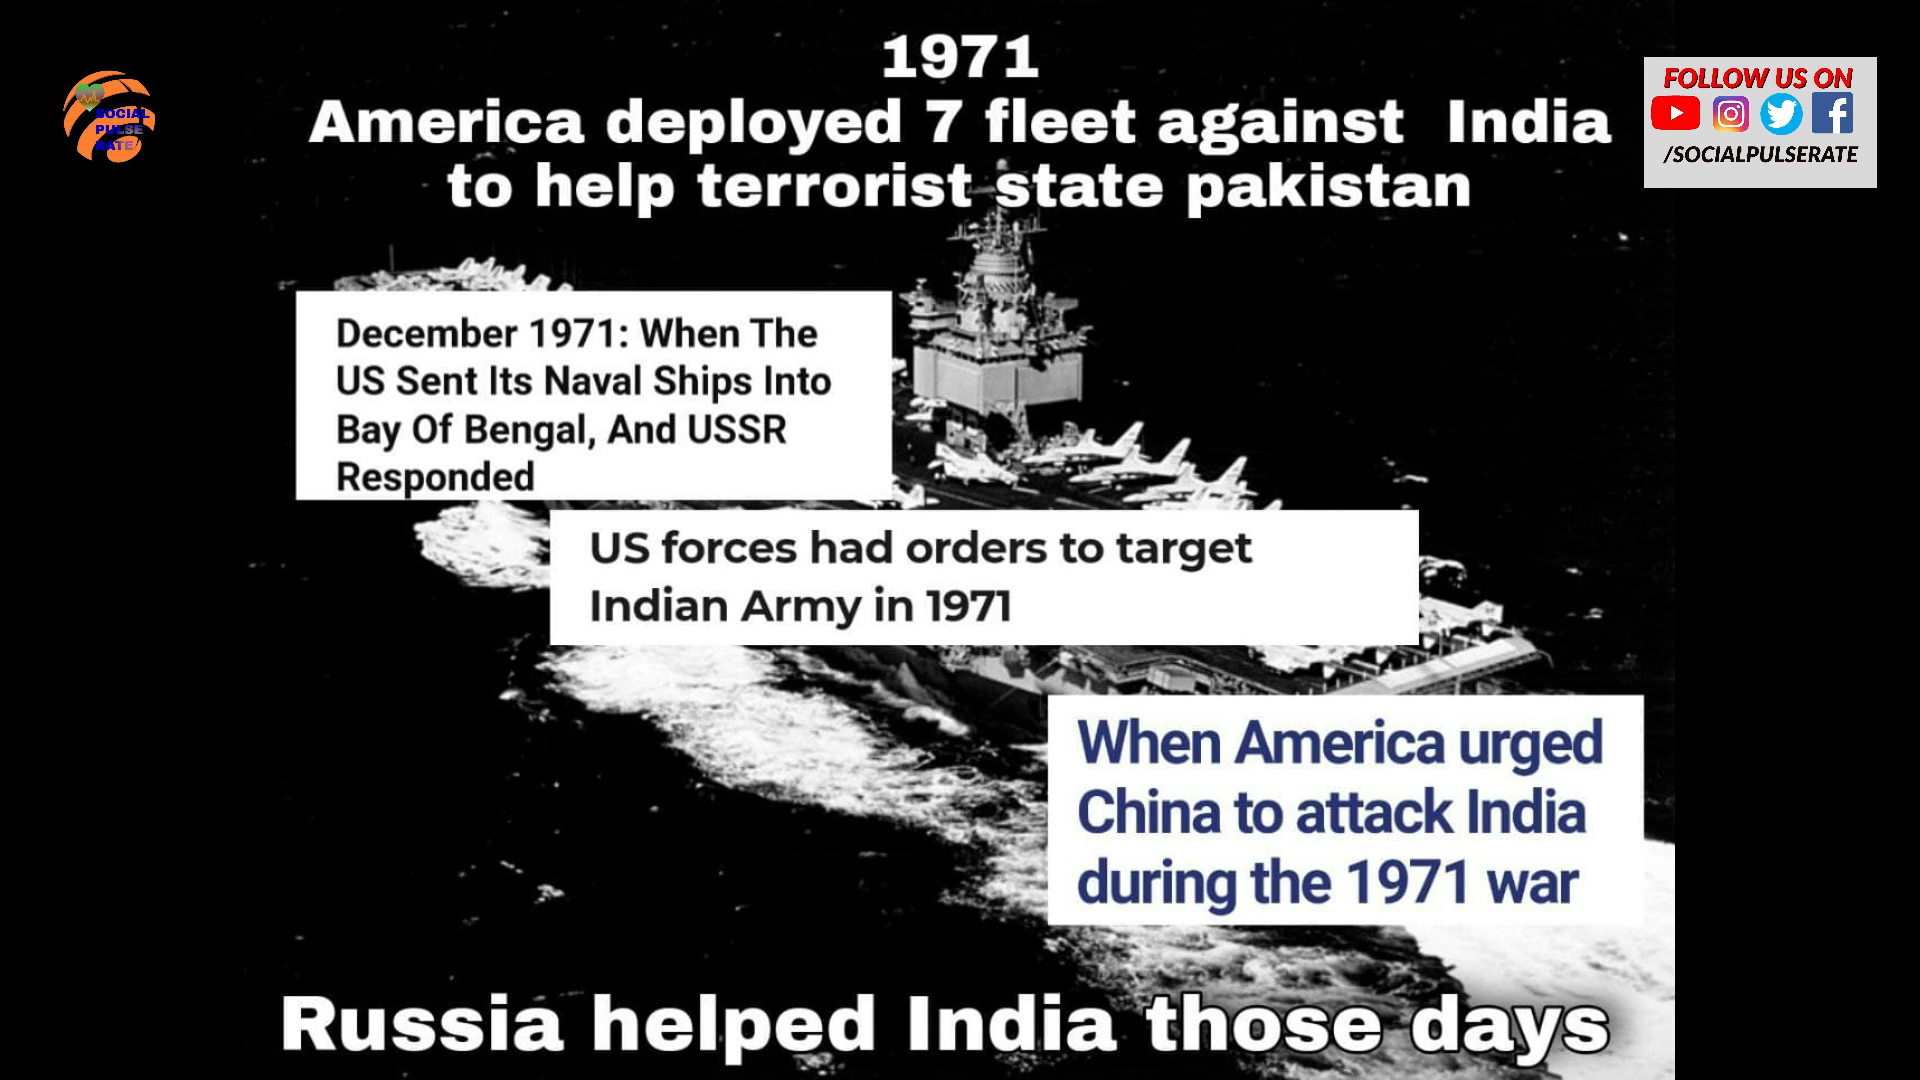 1971
America deployed 7 fleet against India
to help terrorist state pakistan
SOCIAL
PULSE
RATE
FOLLOW US ON
/SOCIALPULSERATE
December 1971: When The
US Sent Its Naval Ships Into
Bay Of Bengal, And USSR
Responded
US forces had orders to target
Indian Army in 1971
When America urged
China to attack India
during the 1971 war
Russia helped India those days